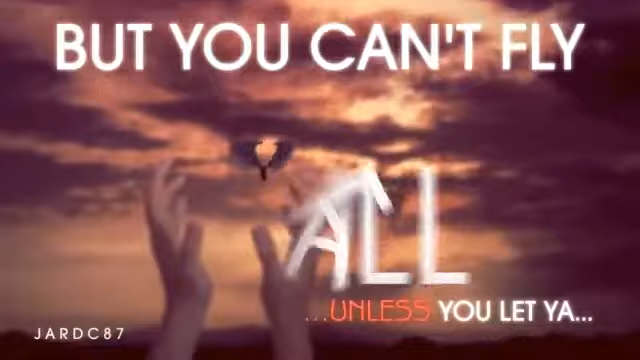 BUT YOU CAN'T FLY
ALL
...UNLESS YOU LET YA...
JARDC87